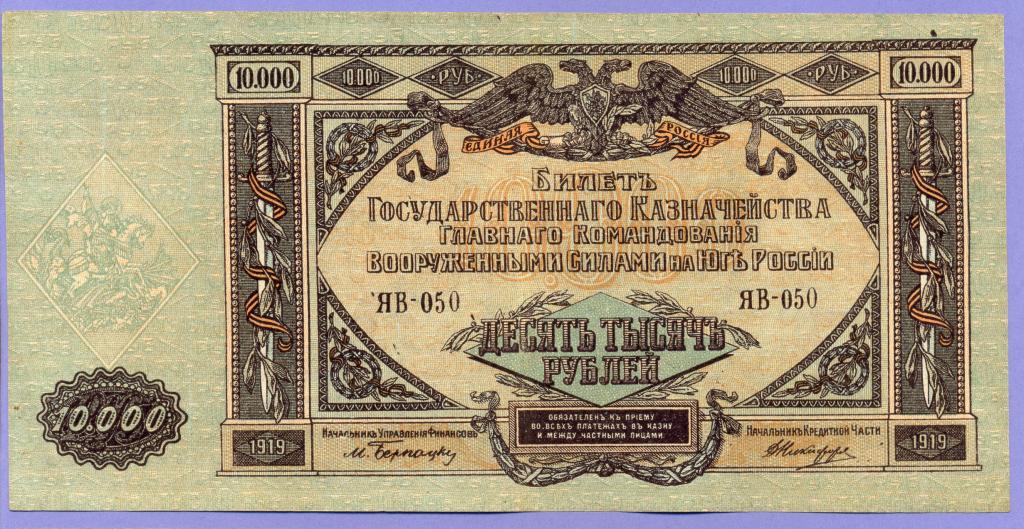 10.000
10.000
РУБ
10.000
РУБ
10.000
ЕДИНАЯ РОССІЯ
БИЛЕТЪ
ГОСУДАРСТВЕННАГО КАЗНАЧЕЙСТВА
ГЛАВНАГО КОМАНДОВАНІЯ
ВООРУЖЕННЫМИ СИЛАМИ НА ЮГѢ РОССІИ
ЯВ-050
ЯВ-050
ДЕСЯТЬ ТЫСЯЧЪ
РУБЛЕЙ
10.000
1919
НАЧАЛЬНИКЪ УПРАВЛЕНІЯ ФИНАНСОВЪ
ОБЯЗАТЕЛЕНЪ КЪ ПРІЕМУ
ВО ВСѢХЪ ПЛАТЕЖАХЪ ВЪ КАЗНУ
И МЕЖДУ ЧАСТНЫМИ ЛИЦАМИ
НАЧАЛЬНИКЪ КРЕДИТНОЙ ЧАСТИ
1919